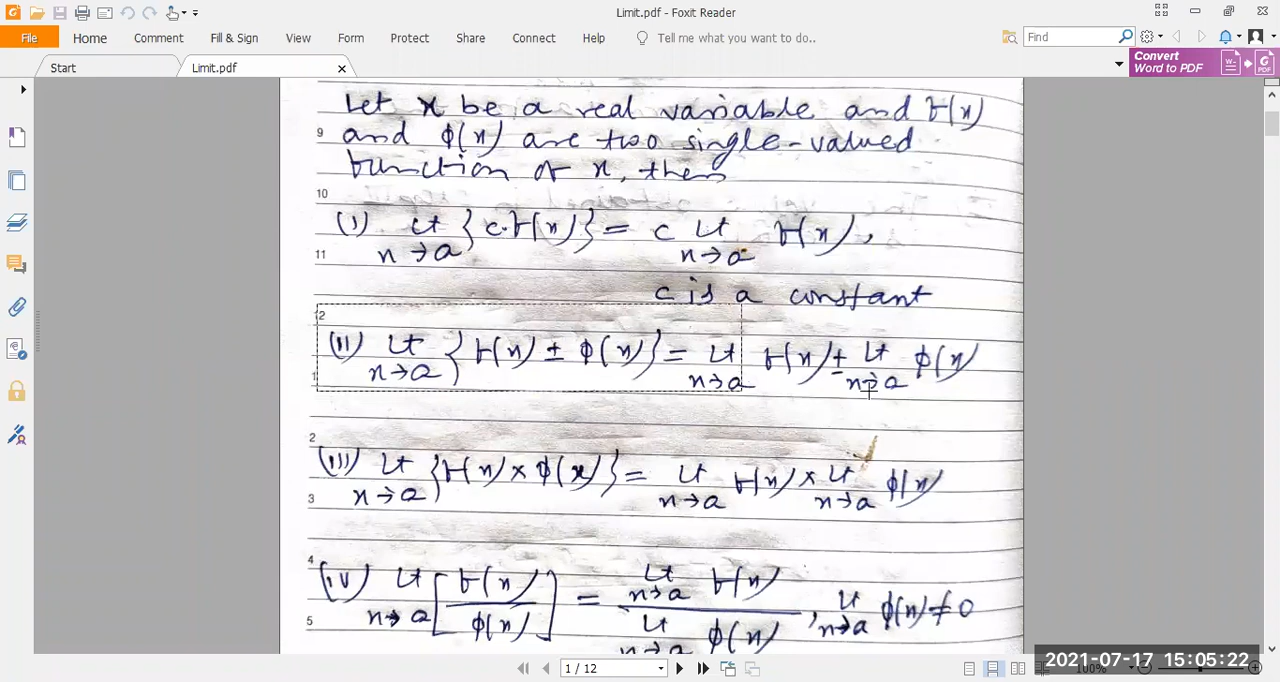 Limit.pdf - Foxit Reader
File Home Comment Fill & Sign View Form Protect Share Connect Help Tell me what you want to do.. Find
Start Limit.pdf
Convert
Word to PDF
Let x be a real variable and f(x)
9 and ϕ(x) are two single-valued
function of x, then
10
(i) Lt x→a {c.f(x)} = c Lt x→a f(x),
11
c is a constant
12
(ii) Lt x→a {f(x) ± ϕ(x)} = Lt x→a f(x) ± Lt x→a ϕ(x)
1
2
(iii) Lt x→a {f(x) × ϕ(x)} = Lt x→a f(x) × Lt x→a ϕ(x)
3
4
(iv) Lt x→a [f(x)/ϕ(x)] = Lt x→a f(x) / Lt x→a ϕ(x), Lt x→a ϕ(x) ≠ 0
5
1 / 12
2021-07-17 15:05:22
100%